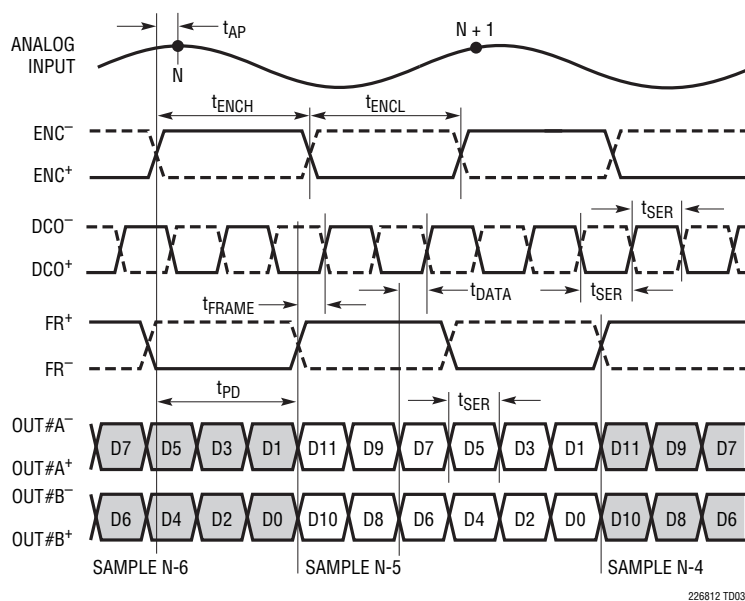 t_AP
ANALOG
INPUT
N
N + 1
t_ENCH
t_ENCL
ENC⁻
ENC⁺
DCO⁻
DCO⁺
t_SER
t_FRAME
t_DATA
t_SER
FR⁺
FR⁻
t_PD
t_SER
OUT#A⁻
OUT#A⁺
D7 D5 D3 D1 D11 D9 D7 D5 D3 D1 D11 D9 D7
OUT#B⁻
OUT#B⁺
D6 D4 D2 D0 D10 D8 D6 D4 D2 D0 D10 D8 D6
SAMPLE N-6 SAMPLE N-5 SAMPLE N-4
226812 TD03